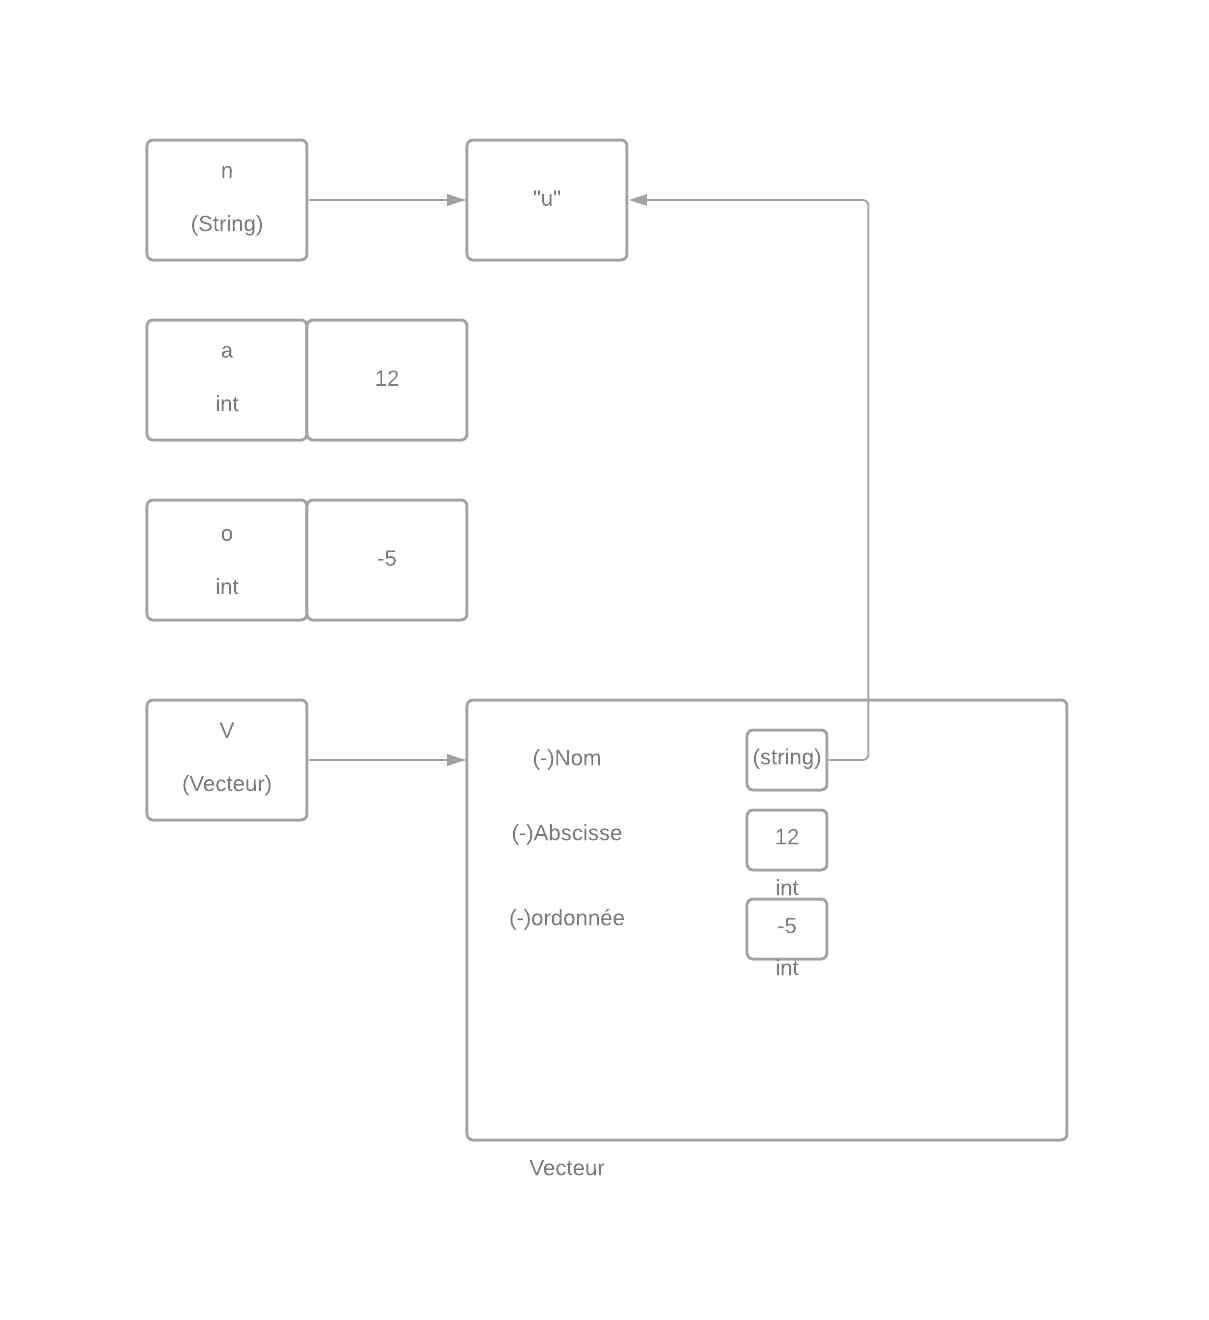 n
(String)
"u"
a
int
12
o
int
-5
V
(Vecteur)
(-)Nom
(string)
(-)Abscisse
12
int
(-)ordonnée
-5
int
Vecteur